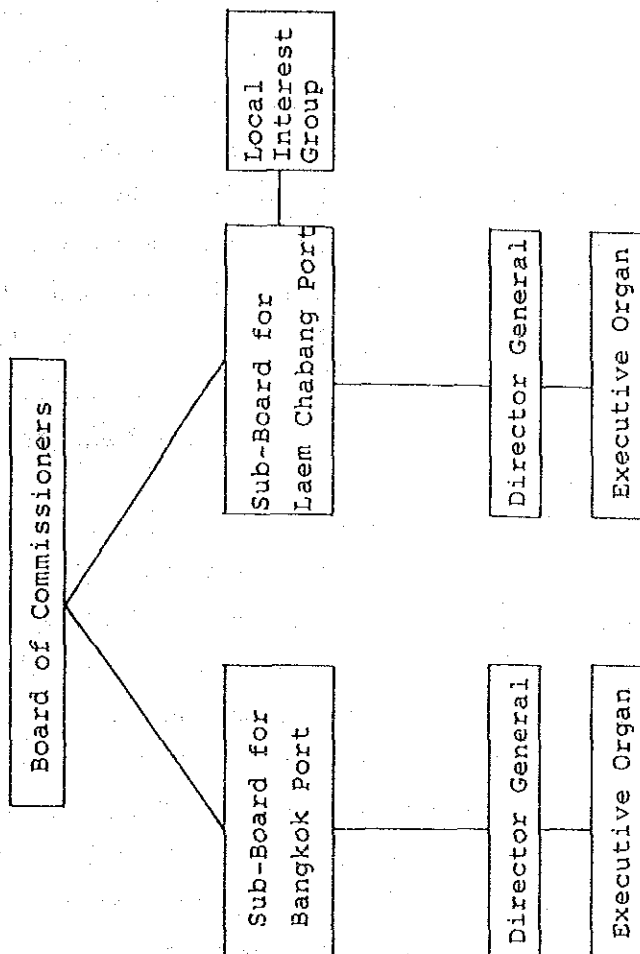 Board of Commissioners
Sub-Board for
Bangkok Port
Sub-Board for
Laem Chabang Port
Local
Interest
Group
Director General
Director General
Executive Organ
Executive Organ